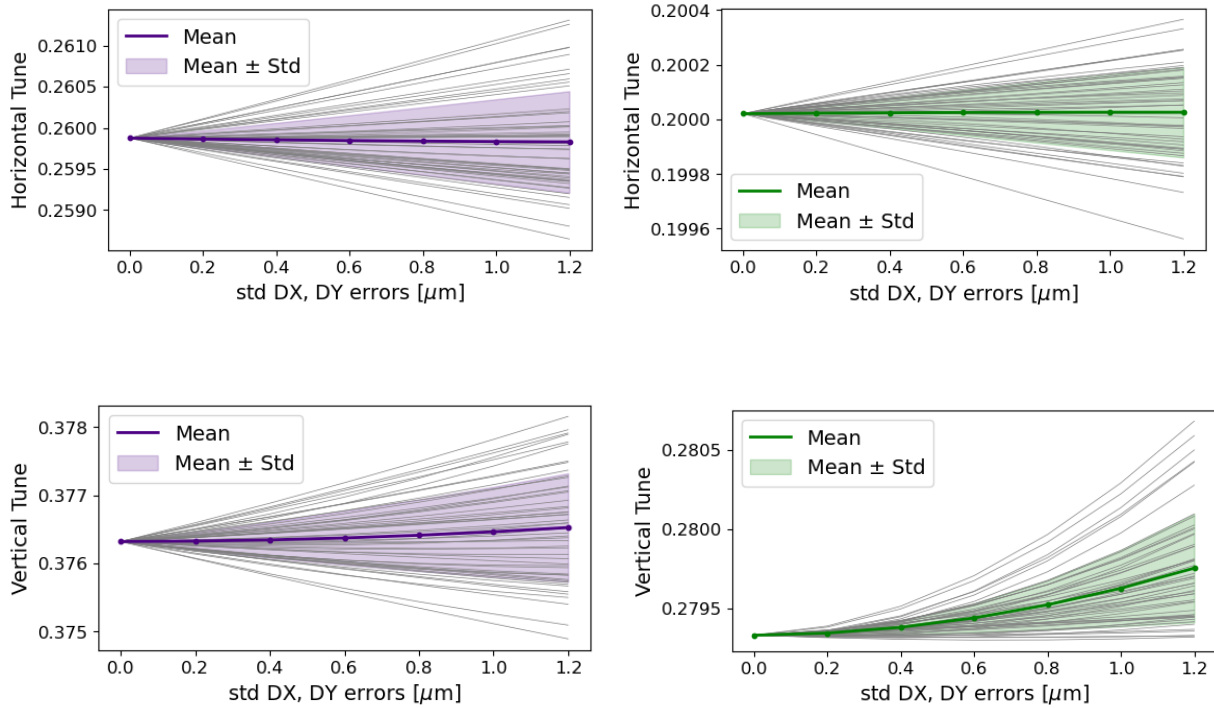 Horizontal Tune
0.2610
0.2605
0.2600
0.2595
0.2590
Mean
Mean ± Std
0.0 0.2 0.4 0.6 0.8 1.0 1.2
std DX, DY errors [μm]
Horizontal Tune
0.2004
0.2002
0.2000
0.1998
0.1996
Mean
Mean ± Std
0.0 0.2 0.4 0.6 0.8 1.0 1.2
std DX, DY errors [μm]
Vertical Tune
0.378
0.377
0.376
0.375
Mean
Mean ± Std
0.0 0.2 0.4 0.6 0.8 1.0 1.2
std DX, DY errors [μm]
Vertical Tune
0.2805
0.2800
0.2795
Mean
Mean ± Std
0.0 0.2 0.4 0.6 0.8 1.0 1.2
std DX, DY errors [μm]